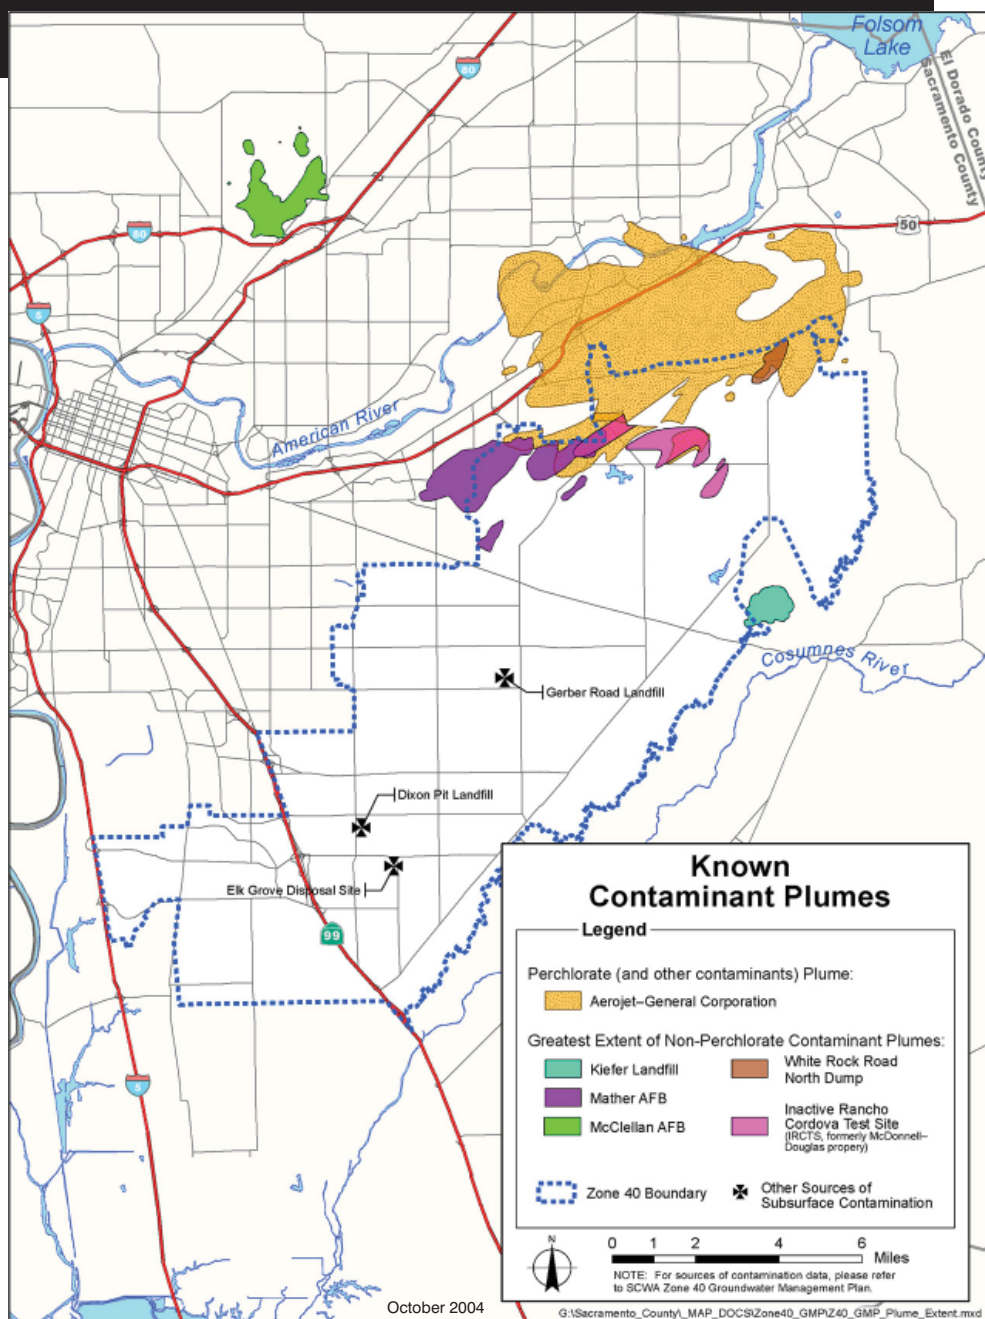 Folsom
Lake
El Dorado County
Sacramento County
80
80
50
5
American River
Cosumnes River
Gerber Road Landfill
Dixon Pit Landfill
Elk Grove Disposal Site
99
5
Known
Contaminant Plumes
Legend
Perchlorate (and other contaminants) Plume:
Aerojet–General Corporation
Greatest Extent of Non-Perchlorate Contaminant Plumes:
Kiefer Landfill
Mather AFB
McClellan AFB
White Rock Road
North Dump
Inactive Rancho
Cordova Test Site
(IRCTS, formerly McDonnell–
Douglas propery)
Zone 40 Boundary
Other Sources of
Subsurface Contamination
N
0 1 2 4 6
Miles
NOTE: For sources of contamination data, please refer
to SCWA Zone 40 Groundwater Management Plan.
October 2004
G:\Sacramento_County\_MAP_DOCS\Zone40_GMP\Z40_GMP_Plume_Extent.mxd